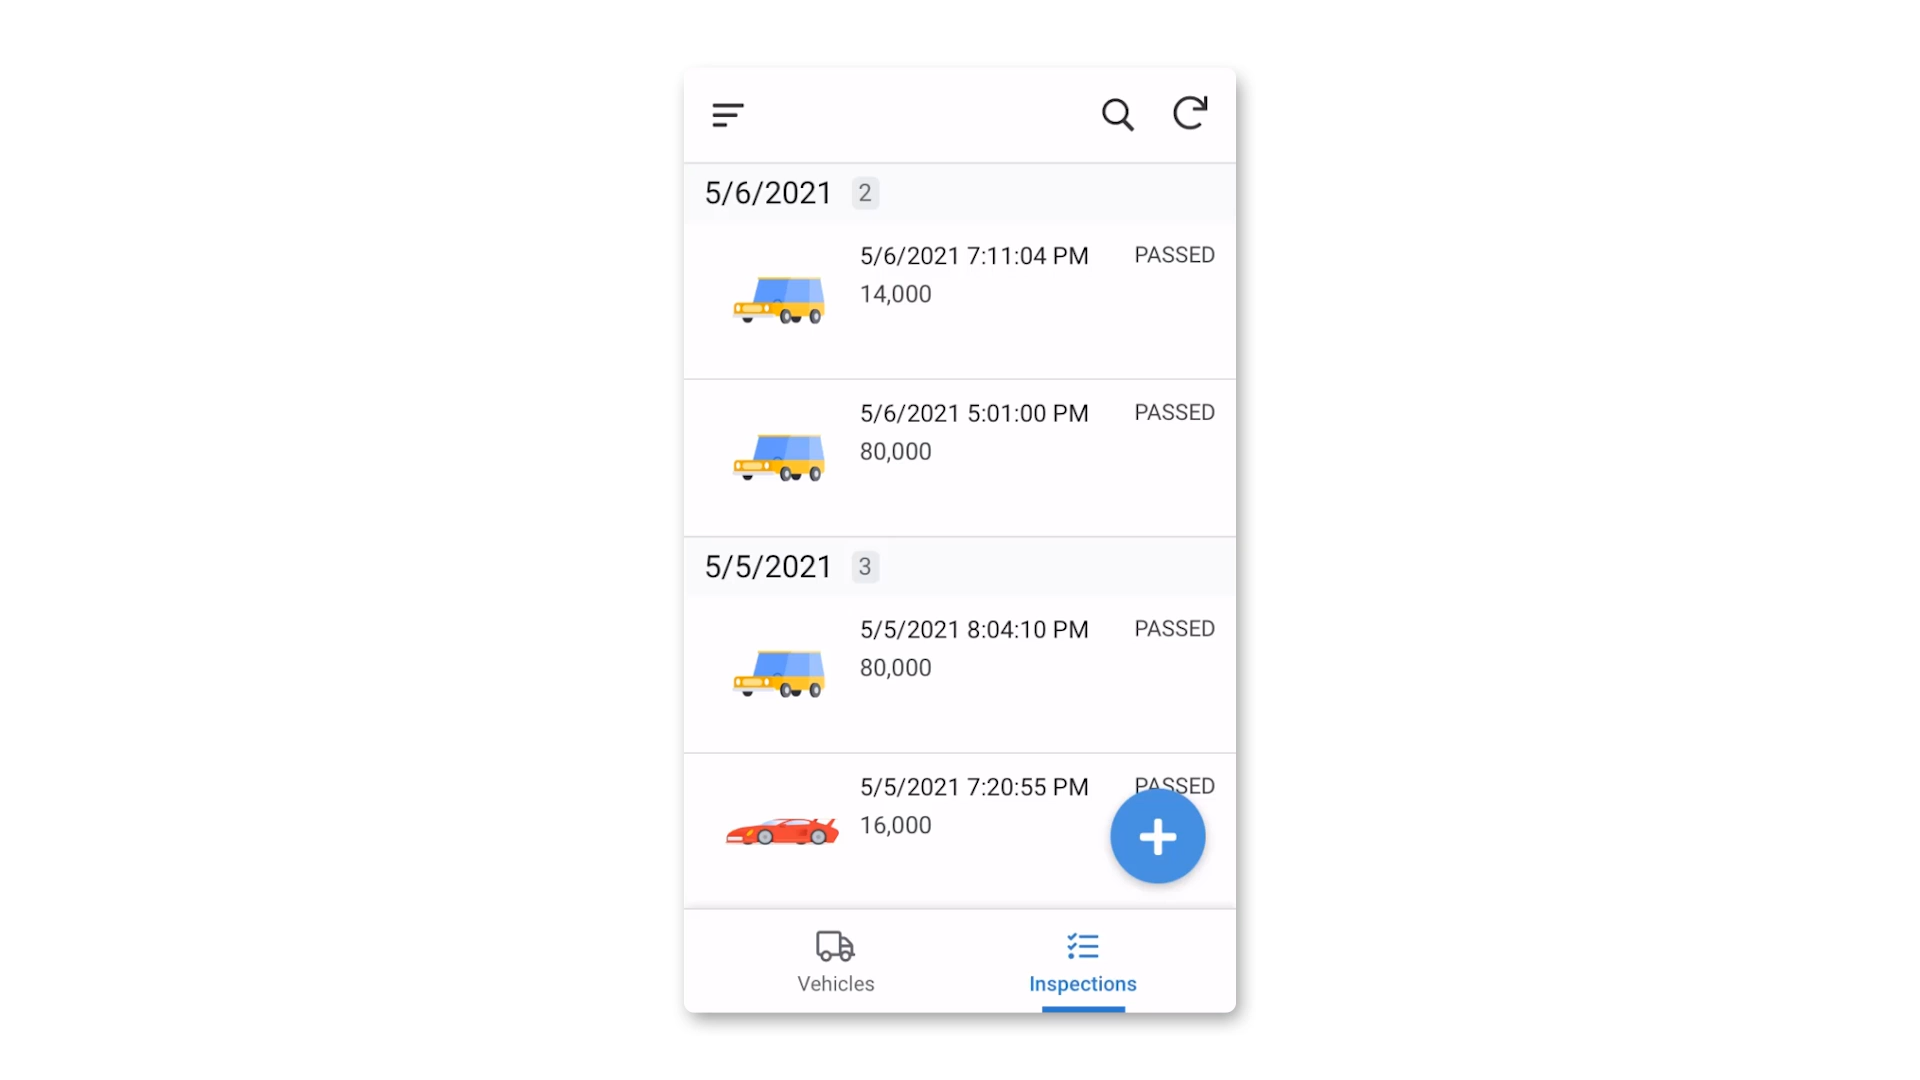 5/6/2021 2
5/6/2021 7:11:04 PM PASSED
14,000
5/6/2021 5:01:00 PM PASSED
80,000
5/5/2021 3
5/5/2021 8:04:10 PM PASSED
80,000
5/5/2021 7:20:55 PM PASSED
16,000
Vehicles Inspections